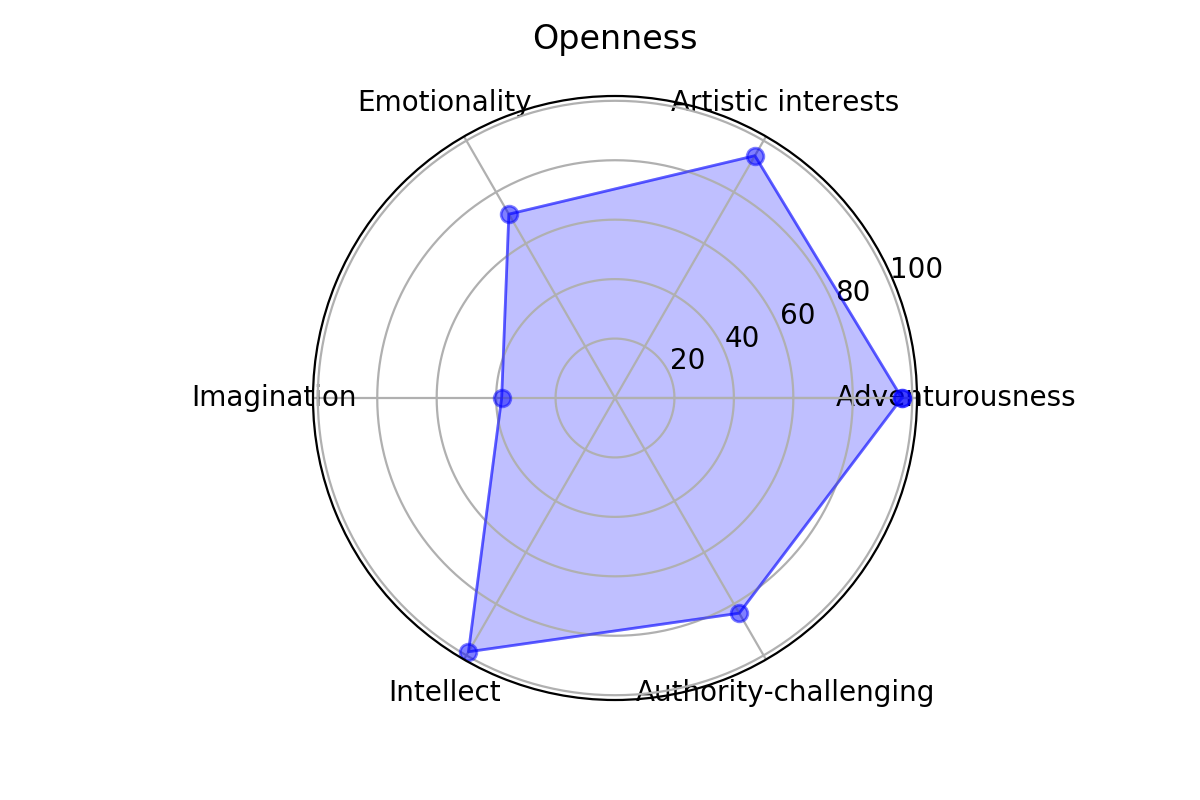 Openness
Emotionality
Artistic interests
100
80
60
40
20
Imagination
Adventurousness
Intellect
Authority-challenging